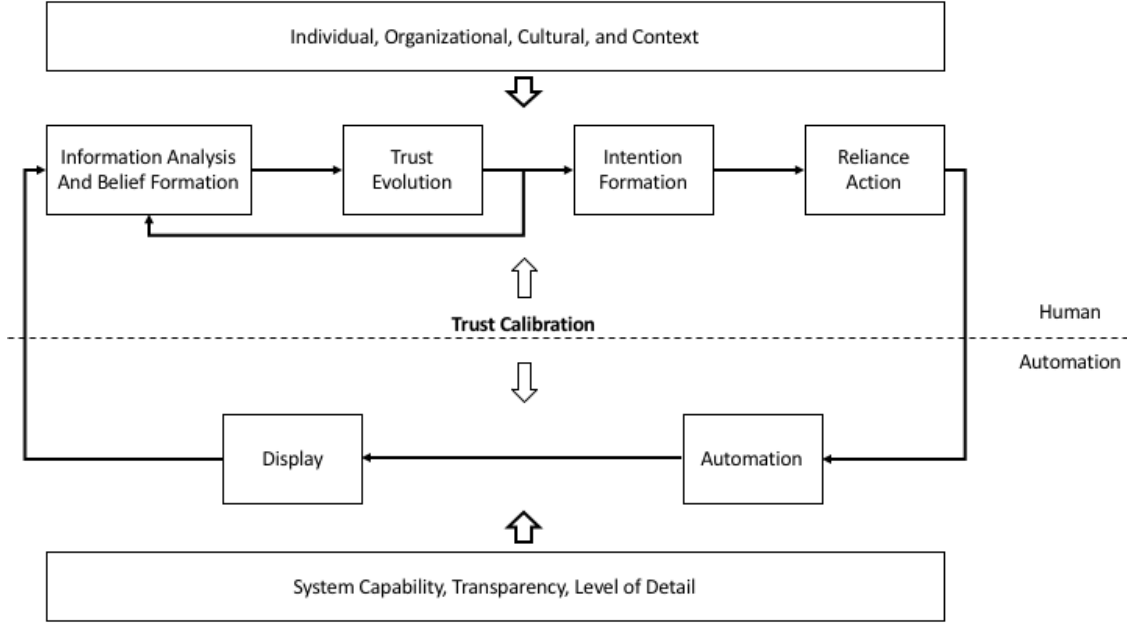 Individual, Organizational, Cultural, and Context
Information Analysis
And Belief Formation
Trust
Evolution
Intention
Formation
Reliance
Action
Trust Calibration
Human
Automation
Display
Automation
System Capability, Transparency, Level of Detail